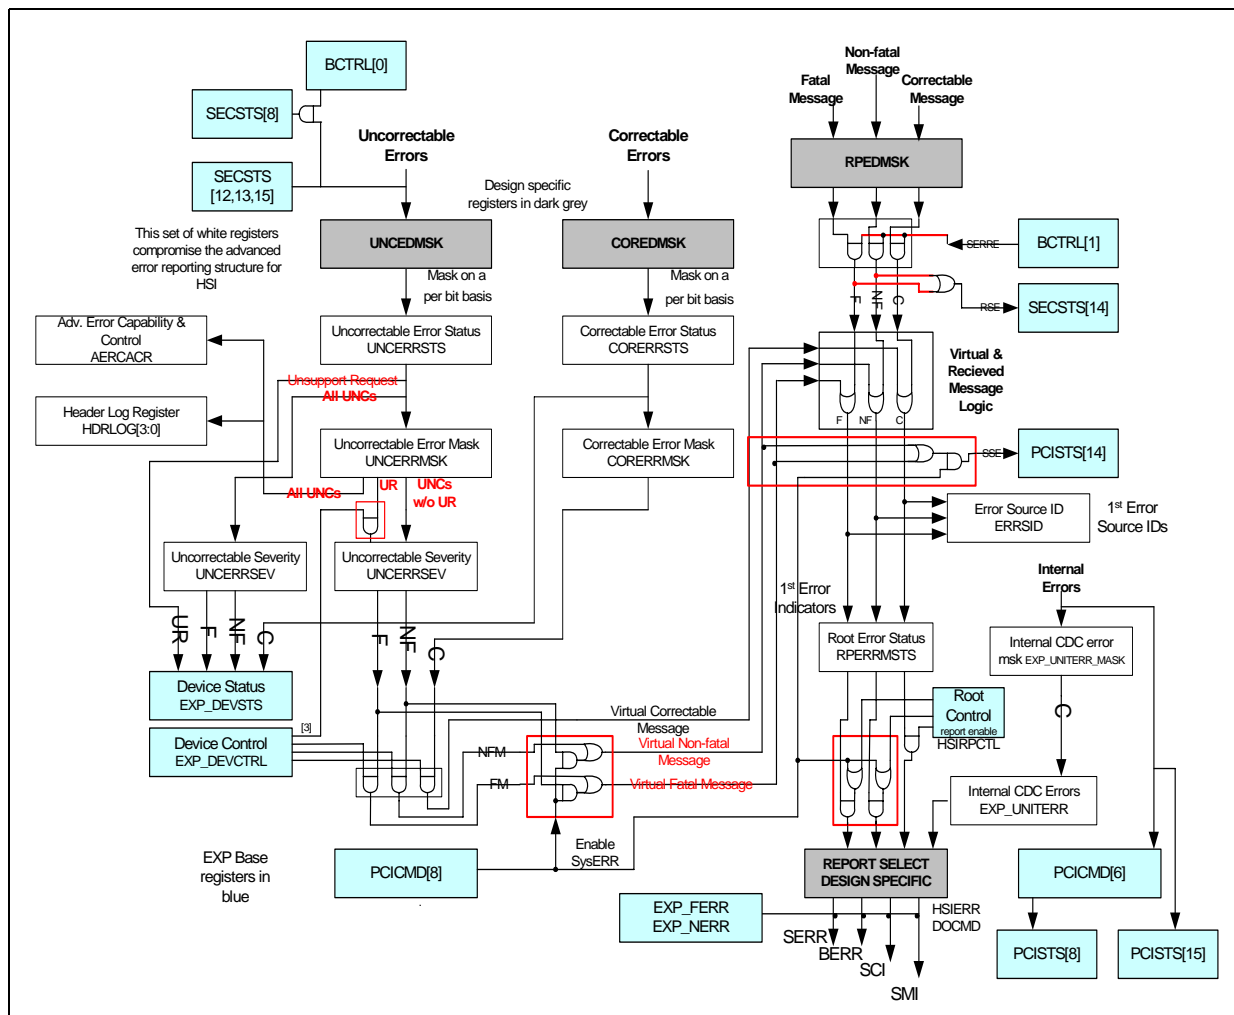 BCTRL[0]
SECSTS[8]
SECSTS
[12,13,15]
Uncorrectable
Errors
Correctable
Errors
Fatal
Message
Non-fatal
Message
Correctable
Message
RPEDMSK
Design specific
registers in dark grey
This set of white registers
compromise the advanced
error reporting structure for
HSI
UNCEDMSK
COREDMSK
SERRE
BCTRL[1]
Mask on a
per bit basis
Mask on a
per bit basis
F
NF
C
RSE
SECSTS[14]
Adv. Error Capability &
Control
AERCACR
Uncorrectable Error Status
UNCERRSTS
Correctable Error Status
CORERRSTS
Virtual &
Recieved
Message
Logic
Unsupport Request
All UNCs
Header Log Register
HDRLOG[3:0]
Uncorrectable Error Mask
UNCERRMSK
Correctable Error Mask
CORERRMSK
F
NF
C
SSE
PCISTS[14]
All UNCs
UR
UNCs
w/o UR
Error Source ID
ERRSID
1st Error
Source IDs
Uncorrectable Severity
UNCERRSEV
Uncorrectable Severity
UNCERRSEV
1st Error
Indicators
Internal
Errors
UR
F
NF
C
F
NF
C
Root Error Status
RPERRMSTS
Internal CDC error
msk EXP_UNITERR_MASK
C
Device Status
EXP_DEVSTS
[3]
Device Control
EXP_DEVCTRL
Virtual Correctable
Message
Root
Control
report enable
HSIRPCTL
NFM
Virtual Non-fatal
Message
FM
Virtual Fatal Message
Internal CDC Errors
EXP_UNITERR
Enable
SysERR
EXP Base
registers in
blue
PCICMD[8]
REPORT SELECT
DESIGN SPECIFIC
PCICMD[6]
EXP_FERR
EXP_NERR
HSIERR
DOCMD
SERR
BERR
SCI
SMI
PCISTS[8]
PCISTS[15]